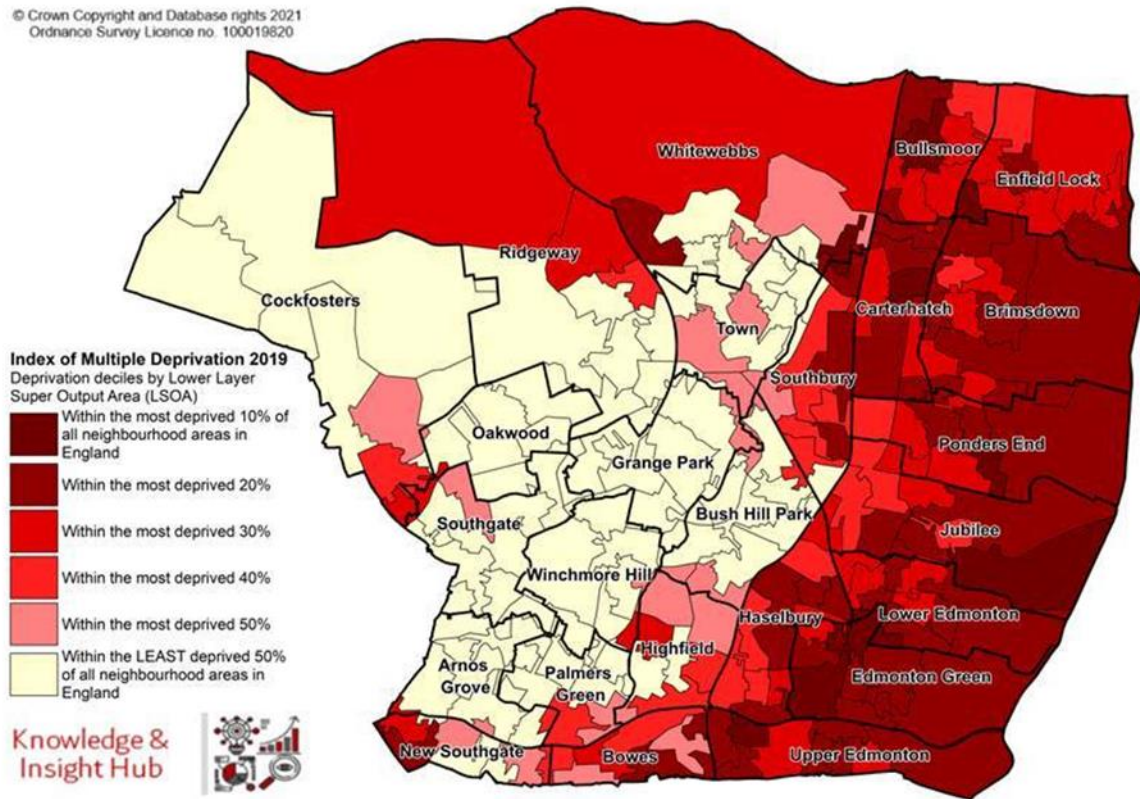 © Crown Copyright and Database rights 2021
Ordnance Survey Licence no. 100019820
Whitewebbs
Bullsmoor
Enfield Lock
Ridgeway
Cockfosters
Carterhatch
Brimsdown
Town
Southbury
Index of Multiple Deprivation 2019
Deprivation deciles by Lower Layer
Super Output Area (LSOA)
Within the most deprived 10% of
all neighbourhood areas in
England
Within the most deprived 20%
Within the most deprived 30%
Within the most deprived 40%
Within the most deprived 50%
Within the LEAST deprived 50%
of all neighbourhood areas in
England
Oakwood
Grange Park
Ponders End
Southgate
Bush Hill Park
Jubilee
Winchmore Hill
Haselbury
Lower Edmonton
Highfield
Arnos
Grove
Palmers
Green
Edmonton Green
New Southgate
Bowes
Upper Edmonton
Knowledge &
Insight Hub